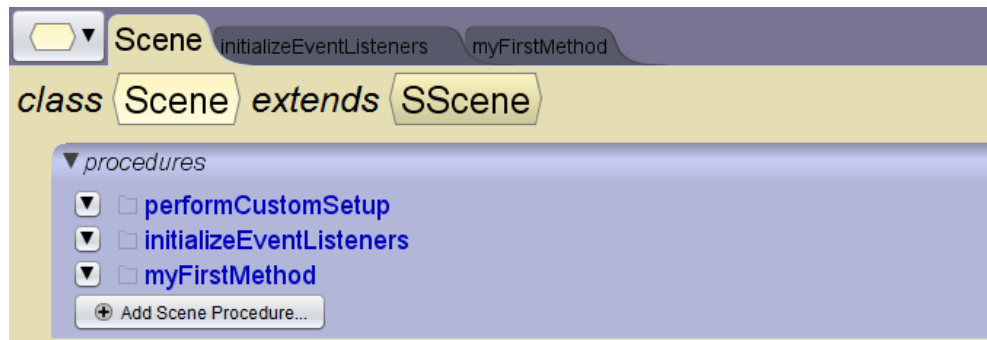 Scene initializeEventListeners myFirstMethod
class Scene extends SScene
procedures
performCustomSetup
initializeEventListeners
myFirstMethod
Add Scene Procedure...